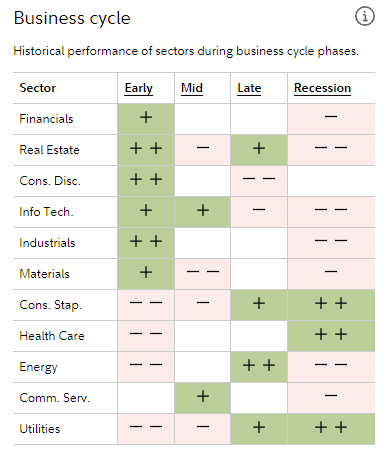 Business cycle
Historical performance of sectors during business cycle phases.
Sector Early Mid Late Recession
Financials + −
Real Estate + + − + − −
Cons. Disc. + + − −
Info Tech. + + − − −
Industrials + + − −
Materials + − − −
Cons. Stap. − − − + + +
Health Care − − + +
Energy − − + + − −
Comm. Serv. + −
Utilities − − − + + +